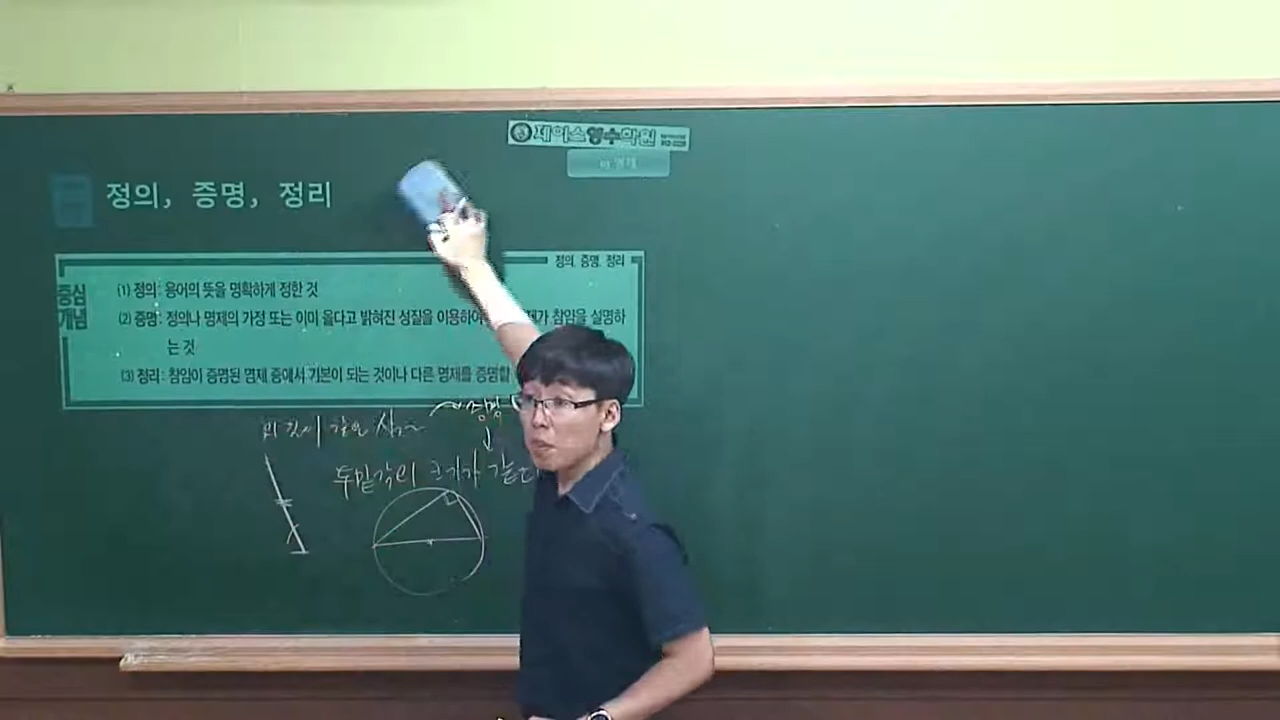 제이스영수학원
명제
정의, 증명, 정리
정의 증명 정리
중심
개념
(1) 정의: 용어의 뜻을 명확하게 정한 것
(2) 증명: 정의나 명제의 가정 또는 이미 옳다고 밝혀진 성질을 이용하여 참임을 설명하
는 것
(3) 정리: 참임이 증명된 명제 중에서 기본이 되는 것이나 다른 명제를 증명할
증명
같은
두 밑각의 크기가 같다